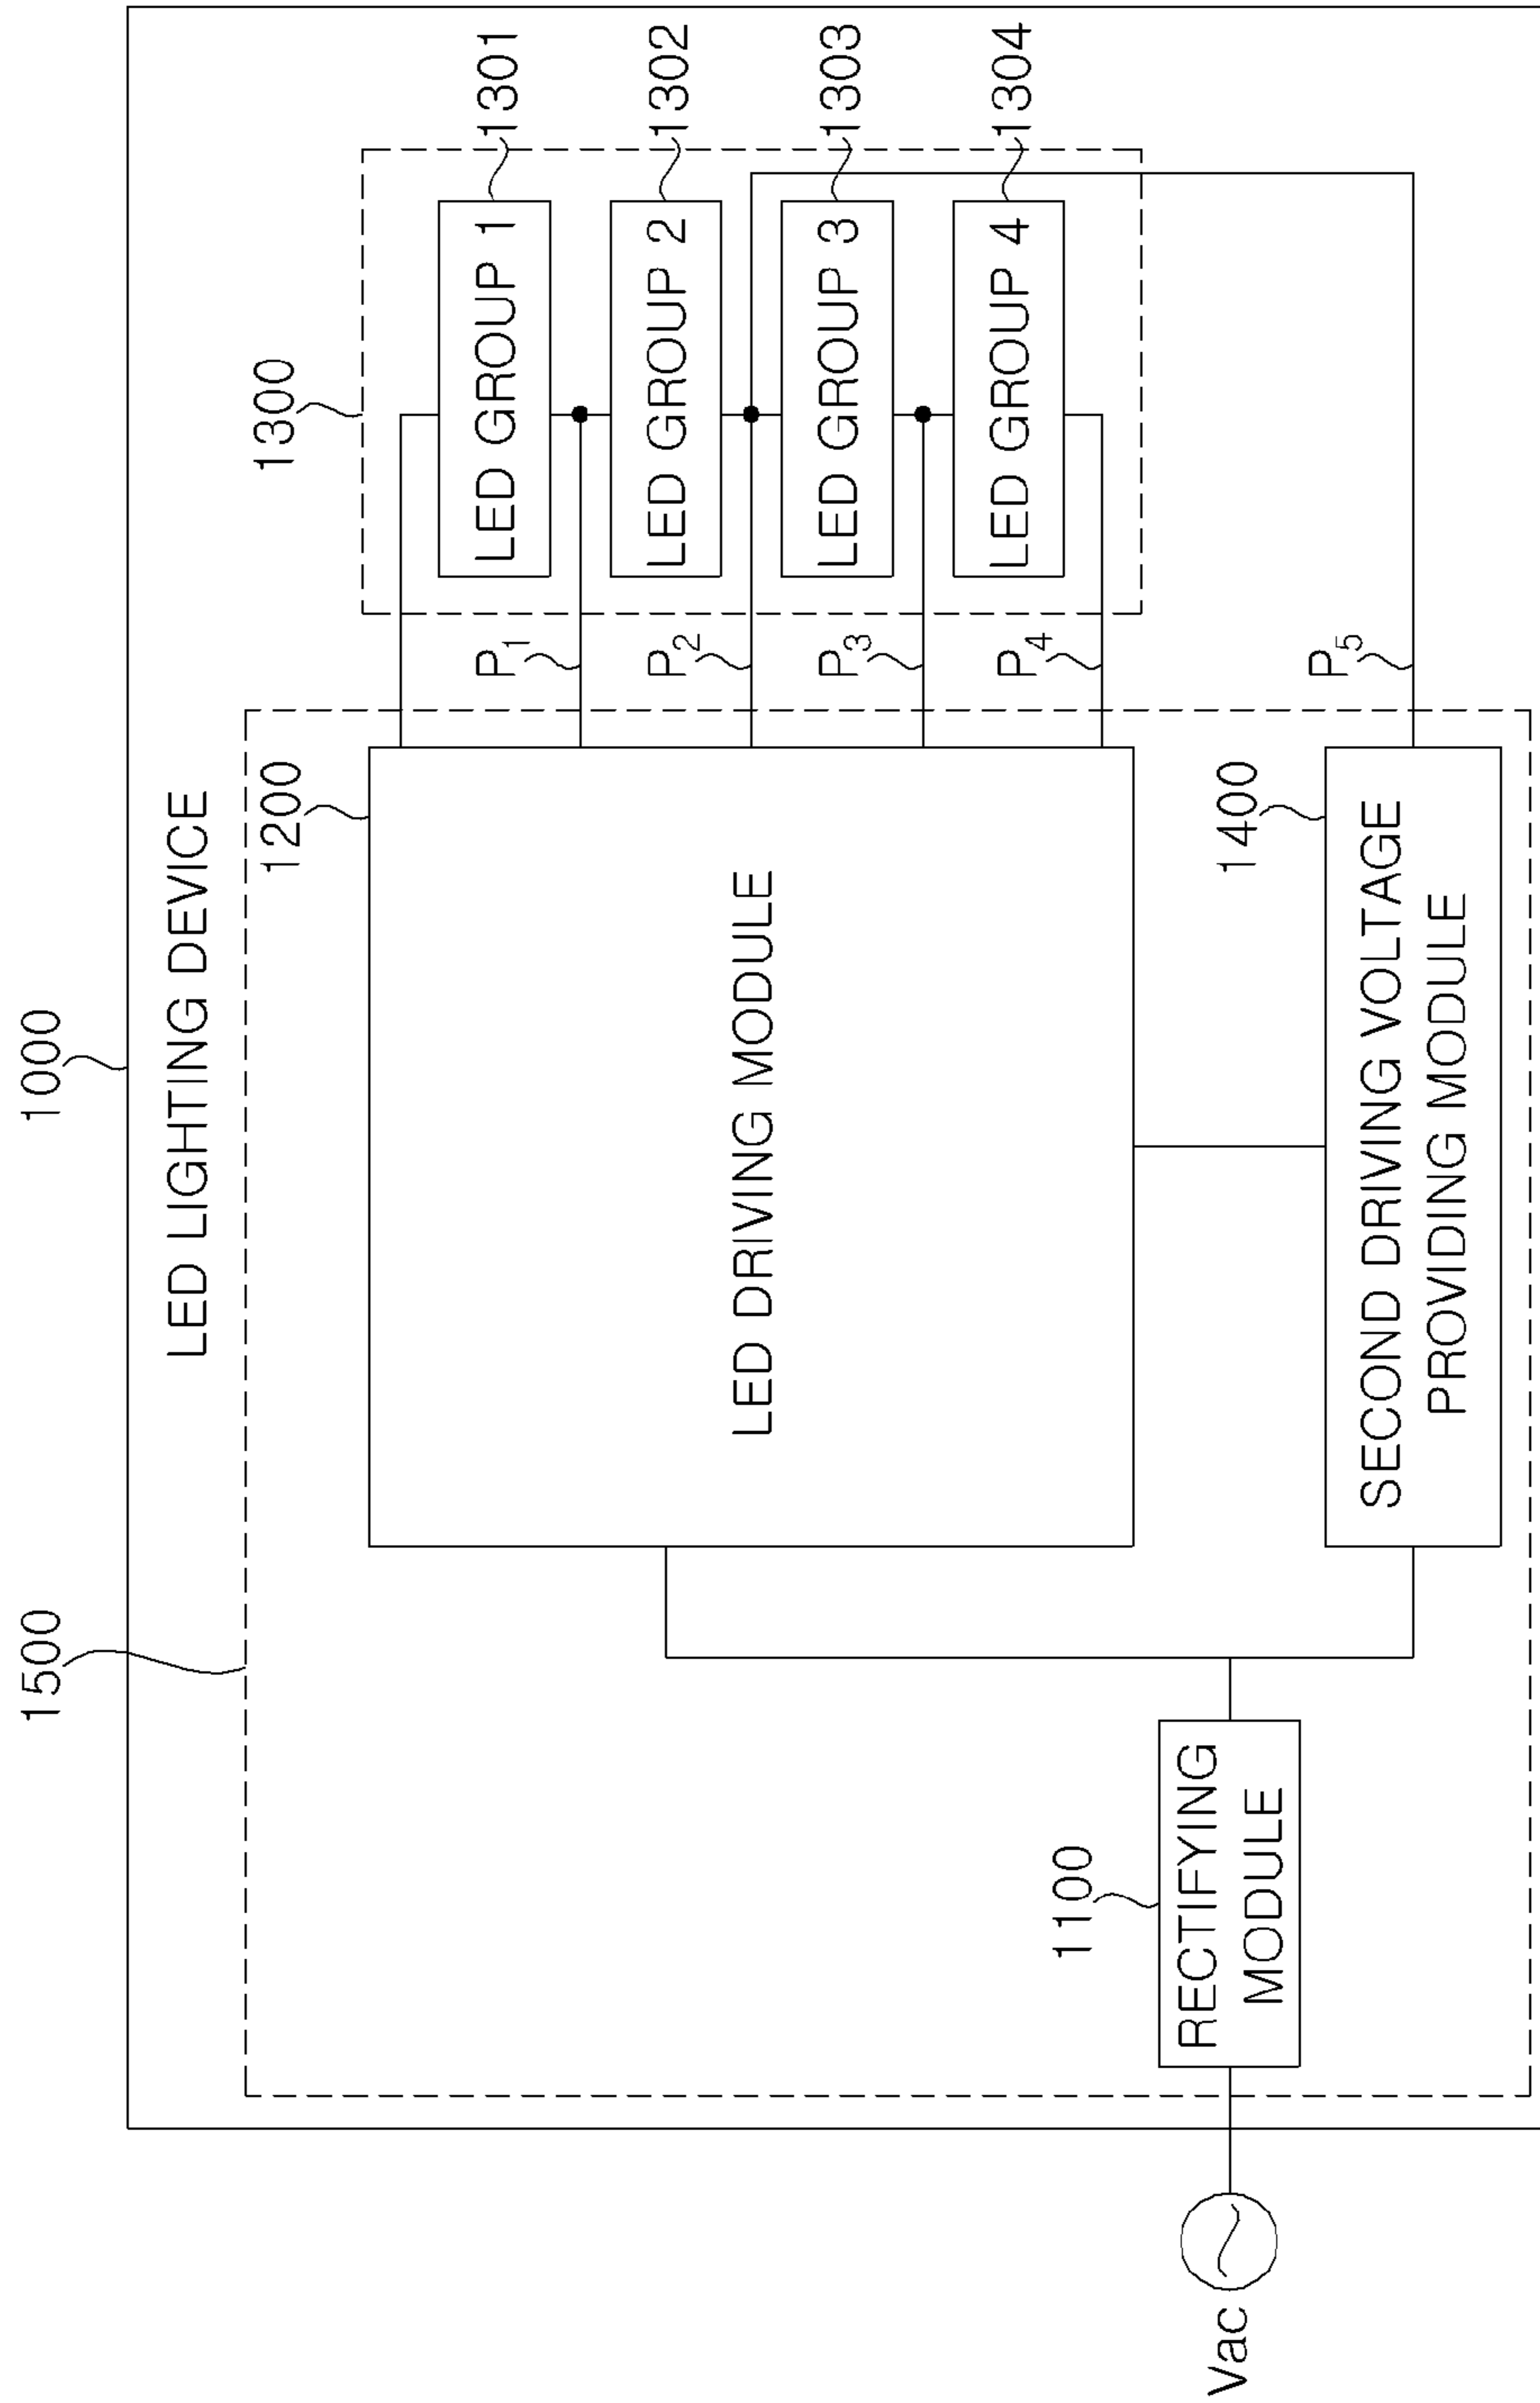 1000
1500
LED LIGHTING DEVICE
1200
1300
LED DRIVING MODULE
LED GROUP 1
1301
LED GROUP 2
1302
LED GROUP 3
1303
LED GROUP 4
1304
P1
P2
P3
P4
P5
1100
RECTIFYING
MODULE
1400
SECOND DRIVING VOLTAGE
PROVIDING MODULE
Vac